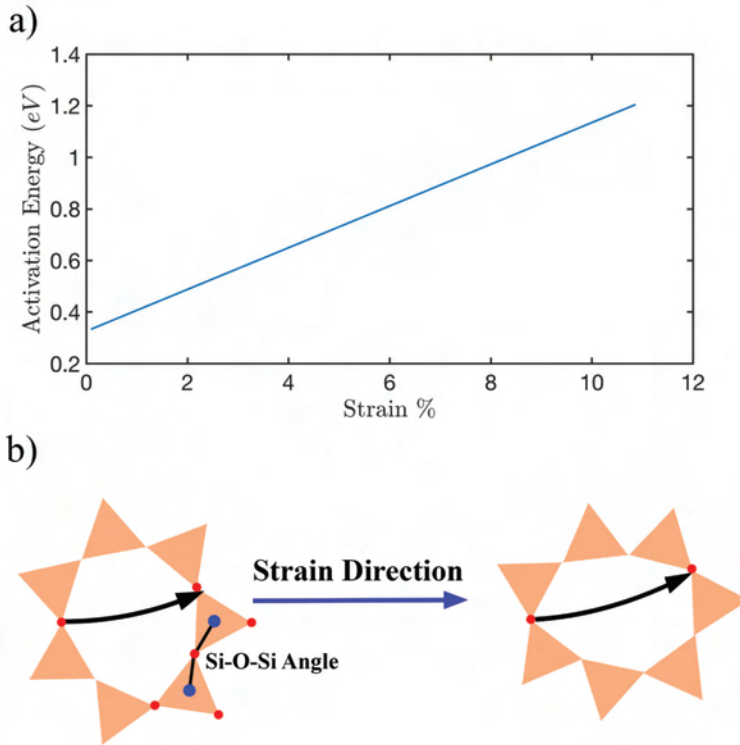 a)
1.4
1.2
1
0.8
0.6
0.4
0.2
Activation Energy (eV)
0 2 4 6 8 10 12
Strain %
b)
Strain Direction
Si-O-Si Angle